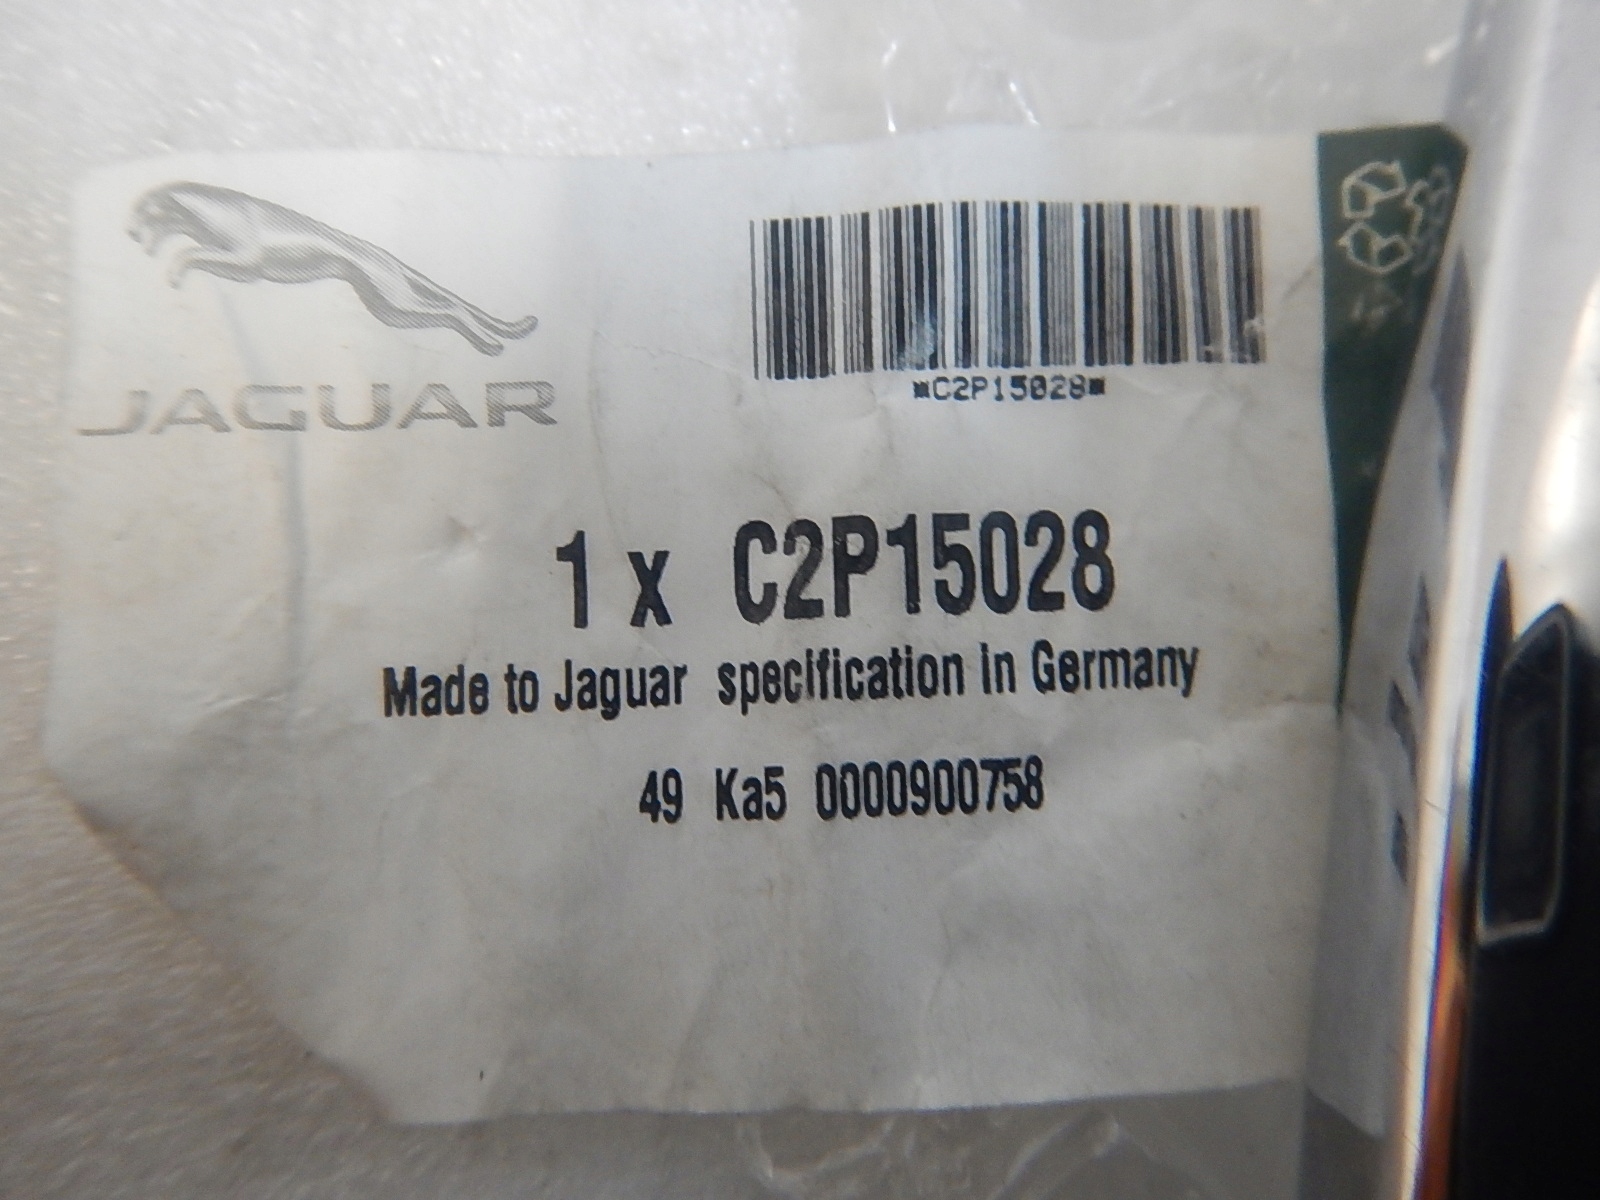 JAGUAR
*C2P15028*
1 x C2P15028
Made to Jaguar specification in Germany
49 Ka5 0000900758